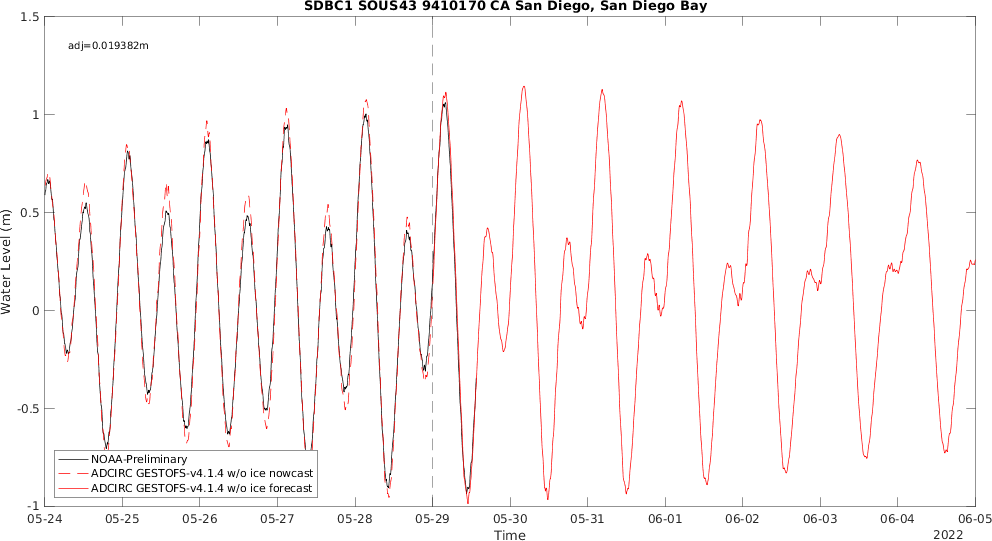 SDBC1 SOUS43 9410170 CA San Diego, San Diego Bay
1.5
adj=0.019382m
1
0.5
Water Level (m)
0
-0.5
NOAA-Preliminary
ADCIRC GESTOFS-v4.1.4 w/o ice nowcast
ADCIRC GESTOFS-v4.1.4 w/o ice forecast
-1
05-24 05-25 05-26 05-27 05-28 05-29 05-30 05-31 06-01 06-02 06-03 06-04 06-05
Time
2022